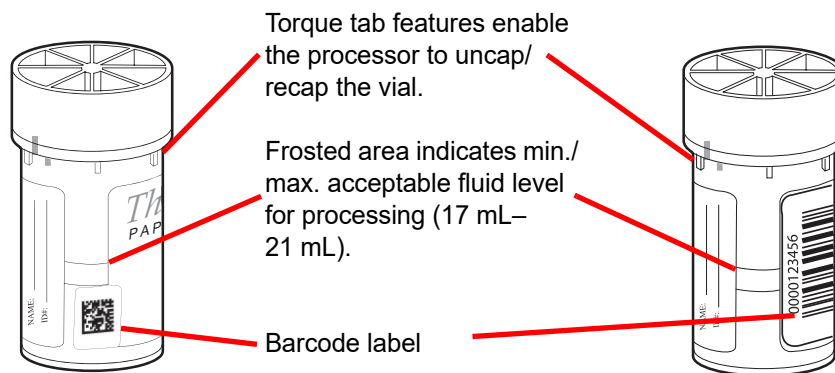 Torque tab features enable
the processor to uncap/
recap the vial.
Frosted area indicates min./
max. acceptable fluid level
for processing (17 mL–
21 mL).
Barcode label
Th
PAP
NAME:
ID#:
NAME:
ID#:
0000123456